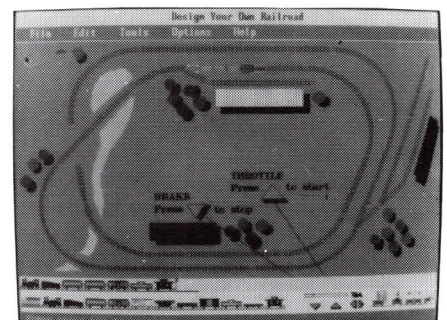 Design Your Own Railroad
File Edit Tools Options Help
THROTTLE
Press to start
BRAKE
Press to stop